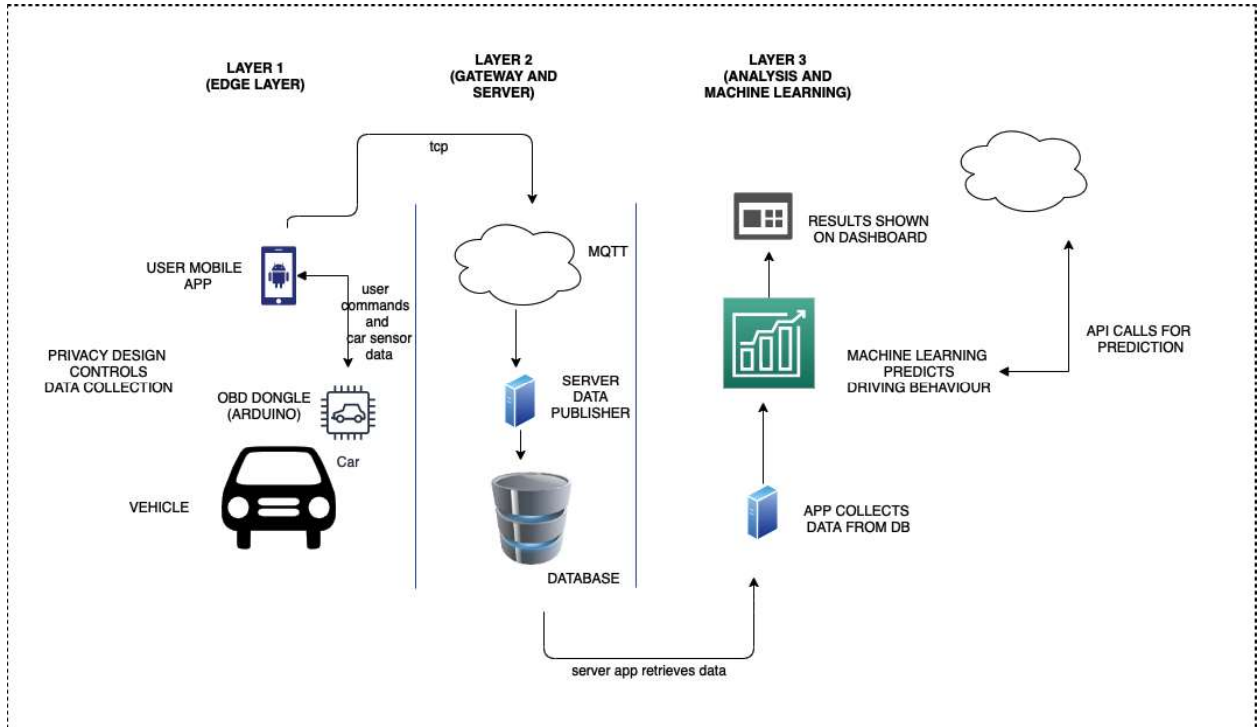 LAYER 1
(EDGE LAYER)
LAYER 2
(GATEWAY AND
SERVER)
LAYER 3
(ANALYSIS AND
MACHINE LEARNING)
tcp
USER MOBILE
APP
user
commands
and
car sensor
data
PRIVACY DESIGN
CONTROLS
DATA COLLECTION
OBD DONGLE
(ARDUINO)
Car
VEHICLE
MQTT
SERVER
DATA
PUBLISHER
DATABASE
server app retrieves data
RESULTS SHOWN
ON DASHBOARD
MACHINE LEARNING
PREDICTS
DRIVING BEHAVIOUR
APP COLLECTS
DATA FROM DB
API CALLS FOR
PREDICTION